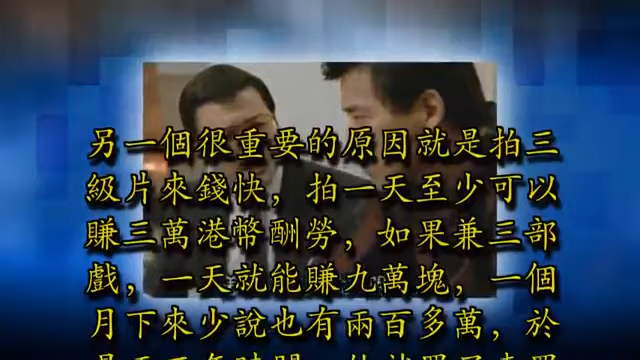 另一個很重要的原因就是拍三
級片來錢快，拍一天至少可以
賺三萬港幣酬勞，如果兼三部
戲，一天就能賺九萬塊，一個
月下來少說也有兩百多萬，於